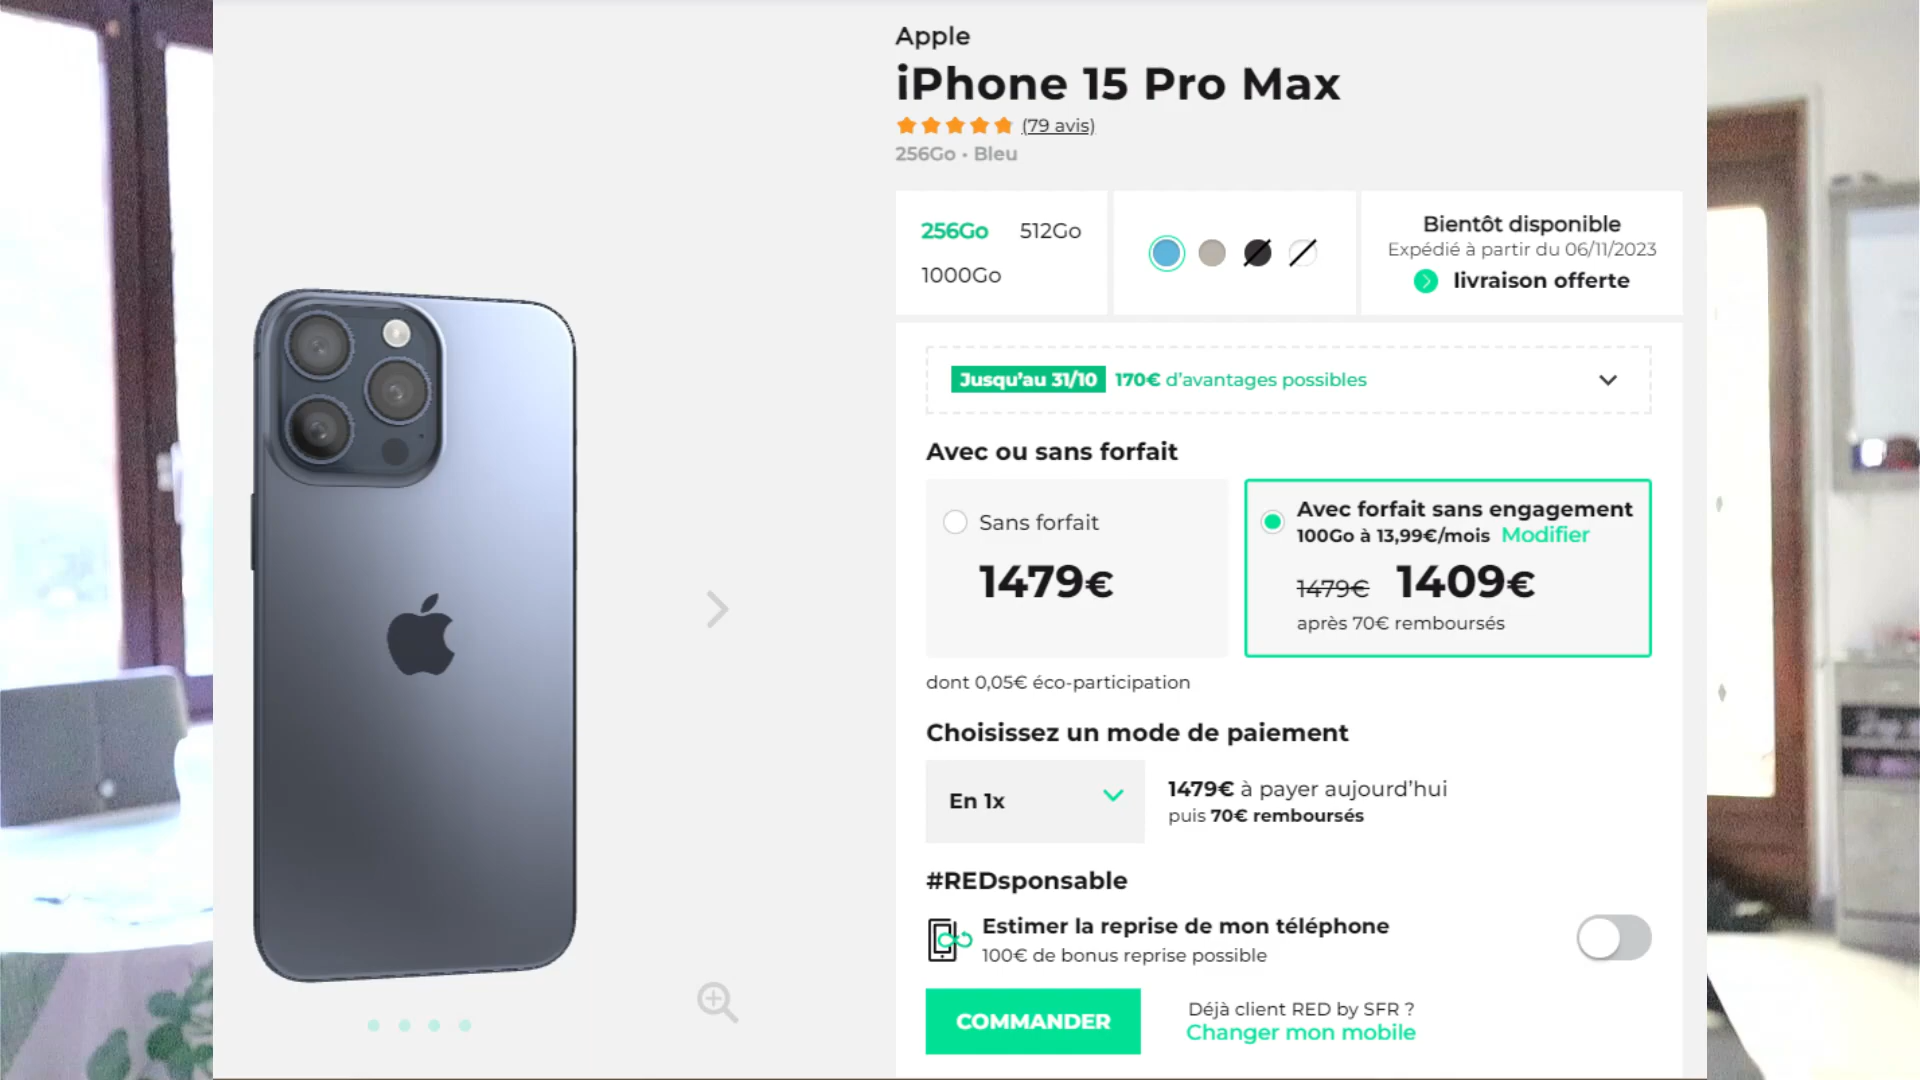 Apple
iPhone 15 Pro Max
(79 avis)
256Go • Bleu
256Go 512Go
1000Go
Bientôt disponible
Expédié à partir du 06/11/2023
livraison offerte
Jusqu'au 31/10 170€ d'avantages possibles
Avec ou sans forfait
Sans forfait
1479€
Avec forfait sans engagement
100Go à 13,99€/mois Modifier
1479€ 1409€
après 70€ remboursés
dont 0,05€ éco-participation
Choisissez un mode de paiement
En 1x
1479€ à payer aujourd'hui
puis 70€ remboursés
#REDsponsable
Estimer la reprise de mon téléphone
100€ de bonus reprise possible
COMMANDER
Déjà client RED by SFR ?
Changer mon mobile